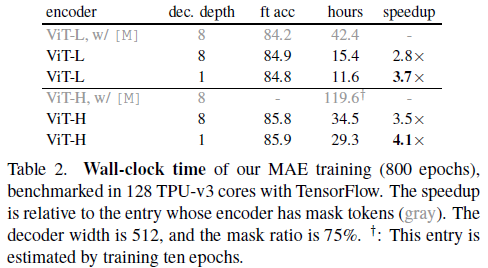 encoder dec. depth ft acc hours speedup
ViT-L, w/ [M] 8 84.2 42.4 -
ViT-L 8 84.9 15.4 2.8×
ViT-L 1 84.8 11.6 3.7×
ViT-H, w/ [M] 8 - 119.6† -
ViT-H 8 85.8 34.5 3.5×
ViT-H 1 85.9 29.3 4.1×
Table 2. Wall-clock time of our MAE training (800 epochs),
benchmarked in 128 TPU-v3 cores with TensorFlow. The speedup
is relative to the entry whose encoder has mask tokens (gray). The
decoder width is 512, and the mask ratio is 75%. †: This entry is
estimated by training ten epochs.